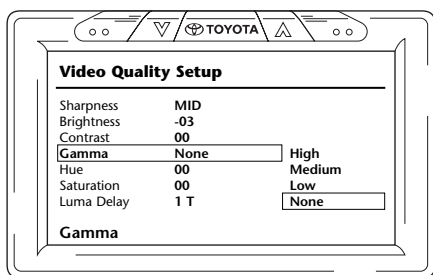 TOYOTA
Video Quality Setup
Sharpness MID
Brightness -03
Contrast 00
Gamma None High
Hue 00 Medium
Saturation 00 Low
Luma Delay 1 T None
Gamma